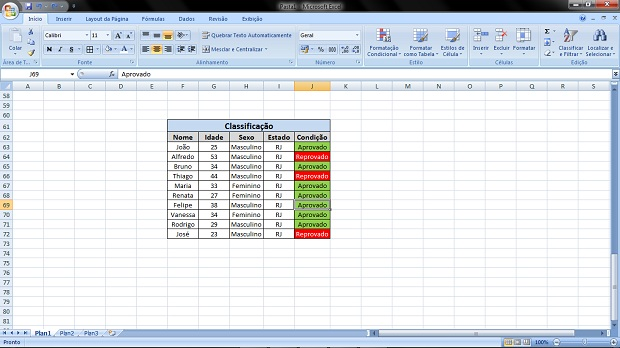 Pasta1 - Microsoft Excel
Início Inserir Layout da Página Fórmulas Dados Revisão Exibição
Colar
Calibri 11
N I S
Quebrar Texto Automaticamente
Mesclar e Centralizar
Geral
Formatação Condicional
Formatar como Tabela
Estilos de Célula
Inserir Excluir Formatar
Classificar e Filtrar
Localizar e Selecionar
Área de T... Fonte Alinhamento Número Estilo Células Edição
J69 fx Aprovado
A B C D E F G H I J K L M N O P Q R S
58
59
60
61 Classificação
62 Nome Idade Sexo Estado Condição
63 João 25 Masculino RJ Aprovado
64 Alfredo 53 Masculino RJ Reprovado
65 Bruno 34 Masculino RJ Aprovado
66 Thiago 44 Masculino RJ Reprovado
67 Maria 33 Feminino RJ Aprovado
68 Renata 27 Feminino RJ Aprovado
69 Felipe 38 Masculino RJ Aprovado
70 Vanessa 34 Feminino RJ Aprovado
71 Rodrigo 29 Masculino RJ Aprovado
72 José 23 Masculino RJ Reprovado
73
74
75
76
77
78
79
80
81
Plan1 Plan2 Plan3
Pronto 100%